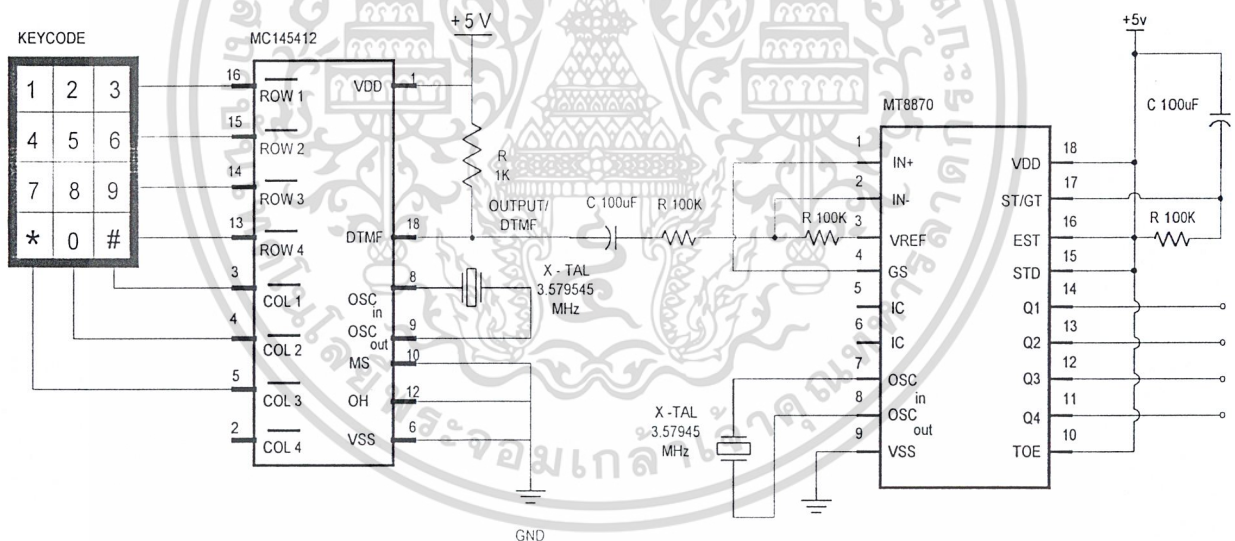 KEYCODE
1 2 3
4 5 6
7 8 9
* 0 #
MC145412
16 ROW 1
15 ROW 2
14 ROW 3
13 ROW 4
3 COL 1
4 COL 2
5 COL 3
2 COL 4
VDD 1
DTMF 18
OSC in 8
OSC out 9
MS 10
OH 12
VSS 6
+5 V
R
1K
OUTPUT/
DTMF
C 100uF
R 100K
R 100K
X - TAL
3.579545
MHz
GND
MT8870
1 IN+
2 IN-
3 VREF
4 GS
5 IC
6 IC
7 OSC in
8 OSC out
9 VSS
VDD 18
ST/GT 17
EST 16
STD 15
Q1 14
Q2 13
Q3 12
Q4 11
TOE 10
X -TAL
3.57945
MHz
+5v
C 100uF
R 100K